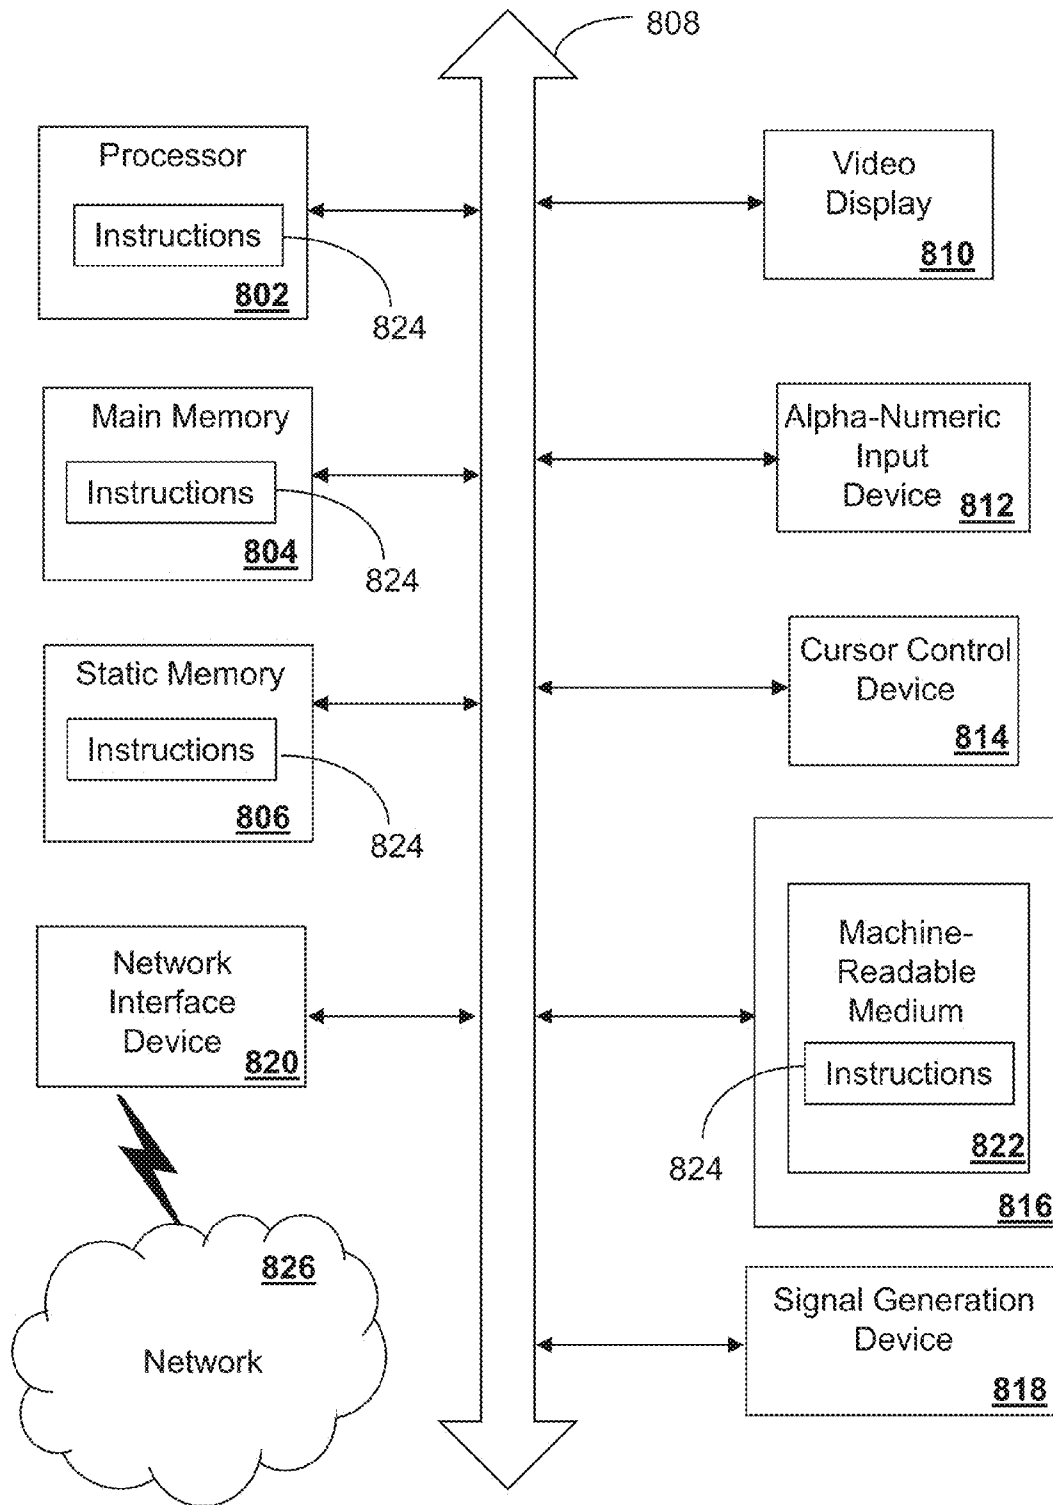 808
Processor
Instructions
802
824
Main Memory
Instructions
804
824
Static Memory
Instructions
806
824
Network
Interface
Device
820
826
Network
Video
Display
810
Alpha-Numeric
Input
Device
812
Cursor Control
Device
814
Machine-
Readable
Medium
Instructions
824
822
816
Signal Generation
Device
818